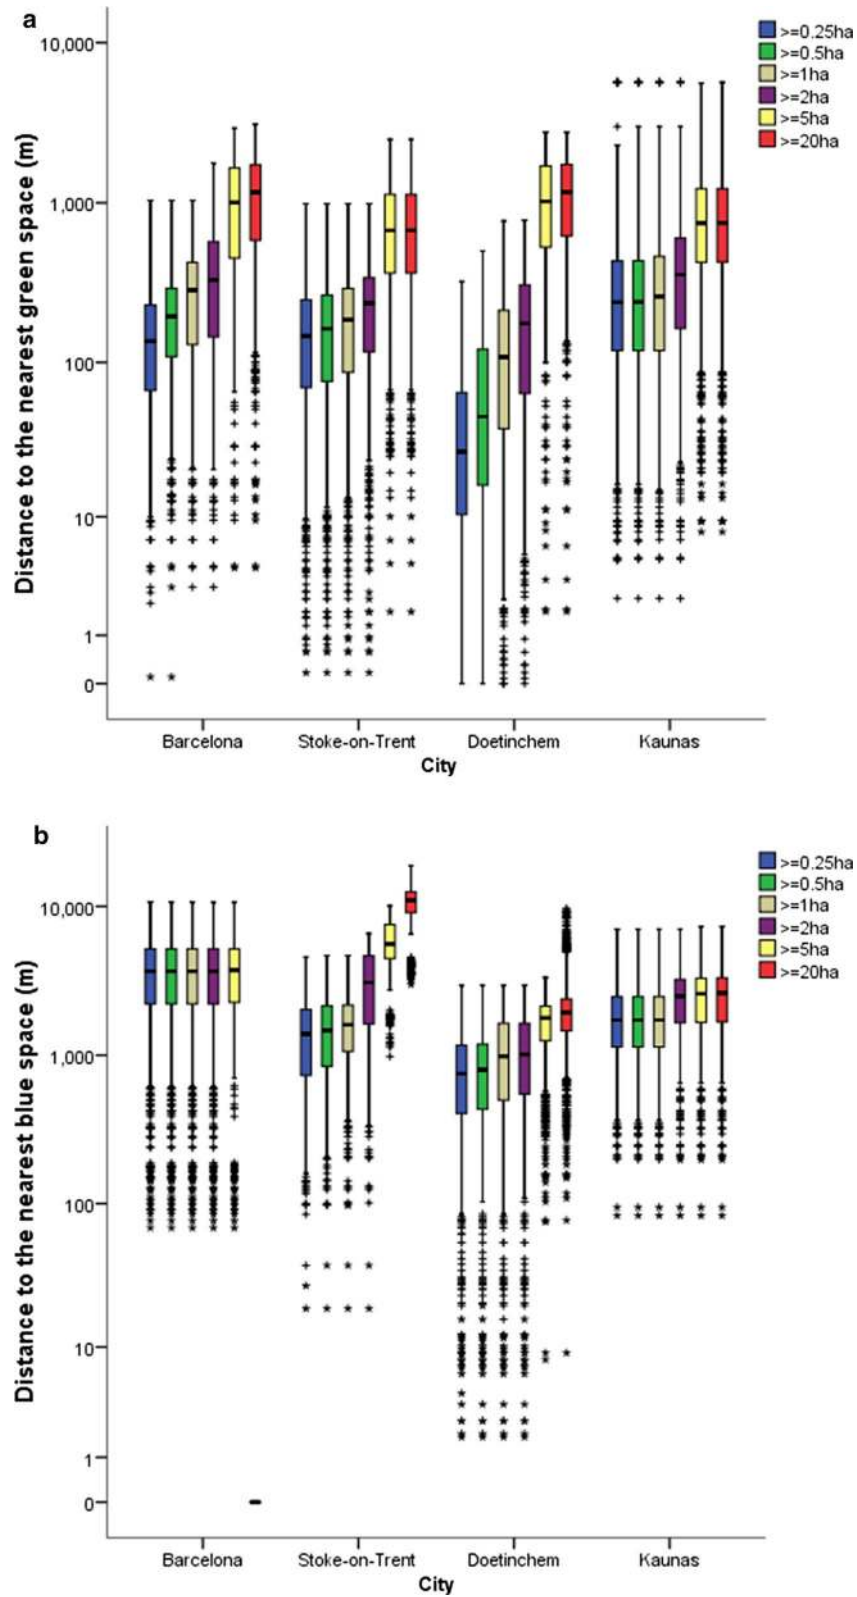 a
Distance to the nearest green space (m)
10,000
1,000
100
10
1
0
>=0.25ha
>=0.5ha
>=1ha
>=2ha
>=5ha
>=20ha
Barcelona
Stoke-on-Trent
Doetinchem
Kaunas
City
b
Distance to the nearest blue space (m)
10,000
1,000
100
10
1
0
>=0.25ha
>=0.5ha
>=1ha
>=2ha
>=5ha
>=20ha
Barcelona
Stoke-on-Trent
Doetinchem
Kaunas
City